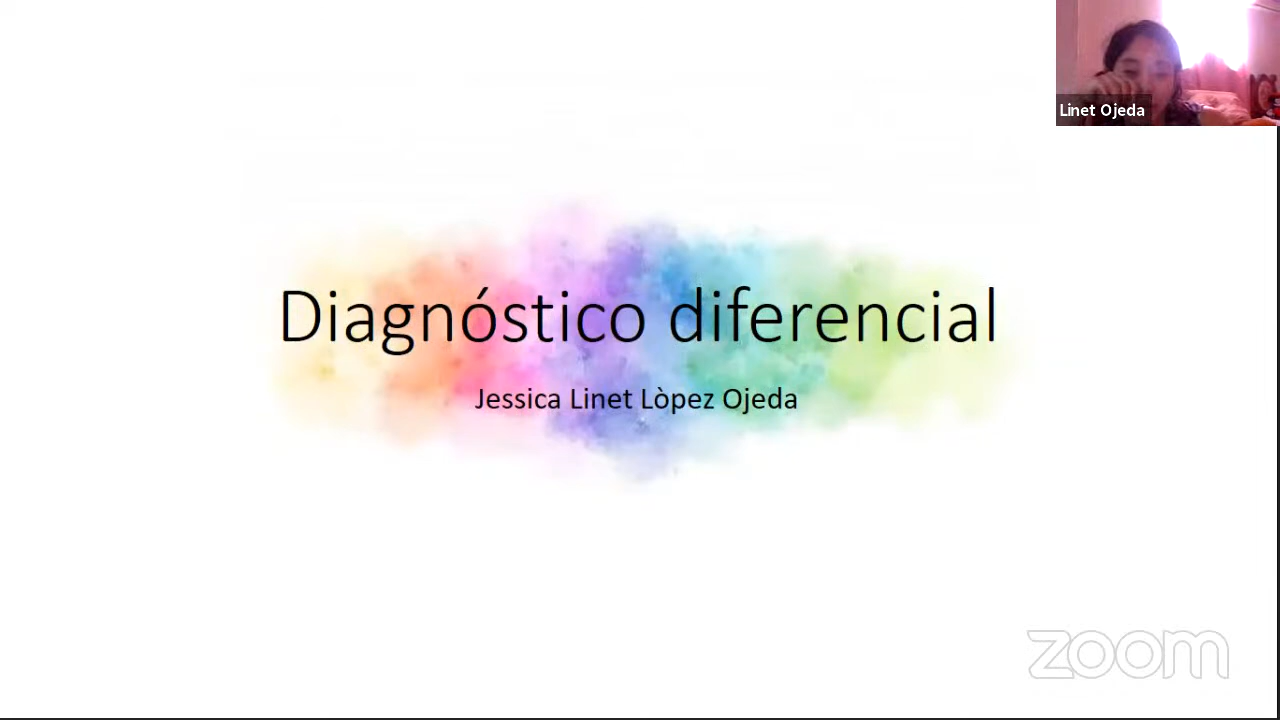 Linet Ojeda
Diagnóstico diferencial
Jessica Linet Lòpez Ojeda
zoom